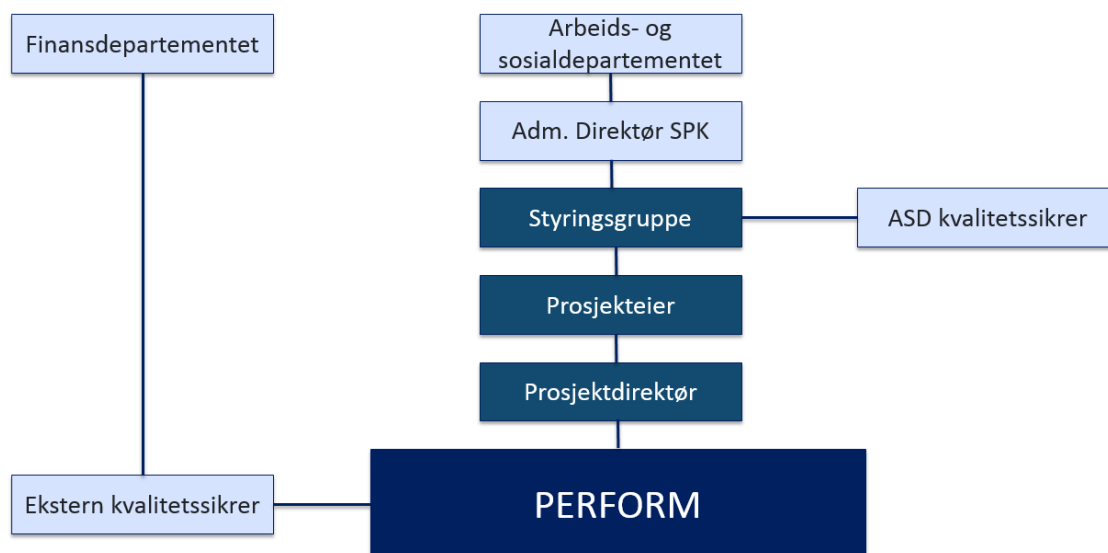 Finansdepartementet
Arbeids- og
sosialdepartementet
Adm. Direktør SPK
Styringsgruppe
ASD kvalitetssikrer
Prosjekteier
Prosjektdirektør
Ekstern kvalitetssikrer
PERFORM